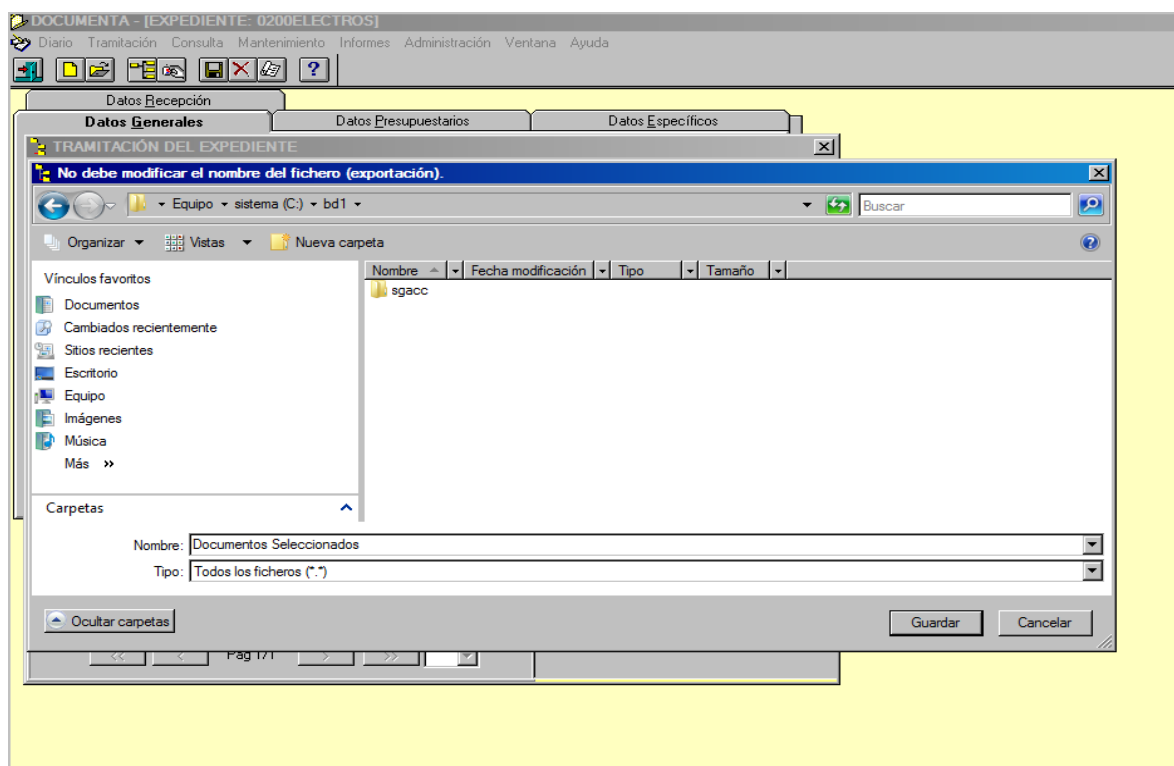 DOCUMENTA - [EXPEDIENTE: 0200ELECTROS]
Diario Tramitación Consulta Mantenimiento Informes Administración Ventana Ayuda
?
Datos Recepción
Datos Generales Datos Presupuestarios Datos Específicos
TRAMITACIÓN DEL EXPEDIENTE
No debe modificar el nombre del fichero (exportación).
Equipo sistema (C:) bd1 Buscar
Organizar Vistas Nueva carpeta
Vínculos favoritos
Nombre Fecha modificación Tipo Tamaño
sgacc
Documentos
Cambiados recientemente
Sitios recientes
Escritorio
Equipo
Imágenes
Música
Más >>
Carpetas
Nombre: Documentos Seleccionados
Tipo: Todos los ficheros (*.*)
Ocultar carpetas Guardar Cancelar
<< < Pag 1/1 > >>